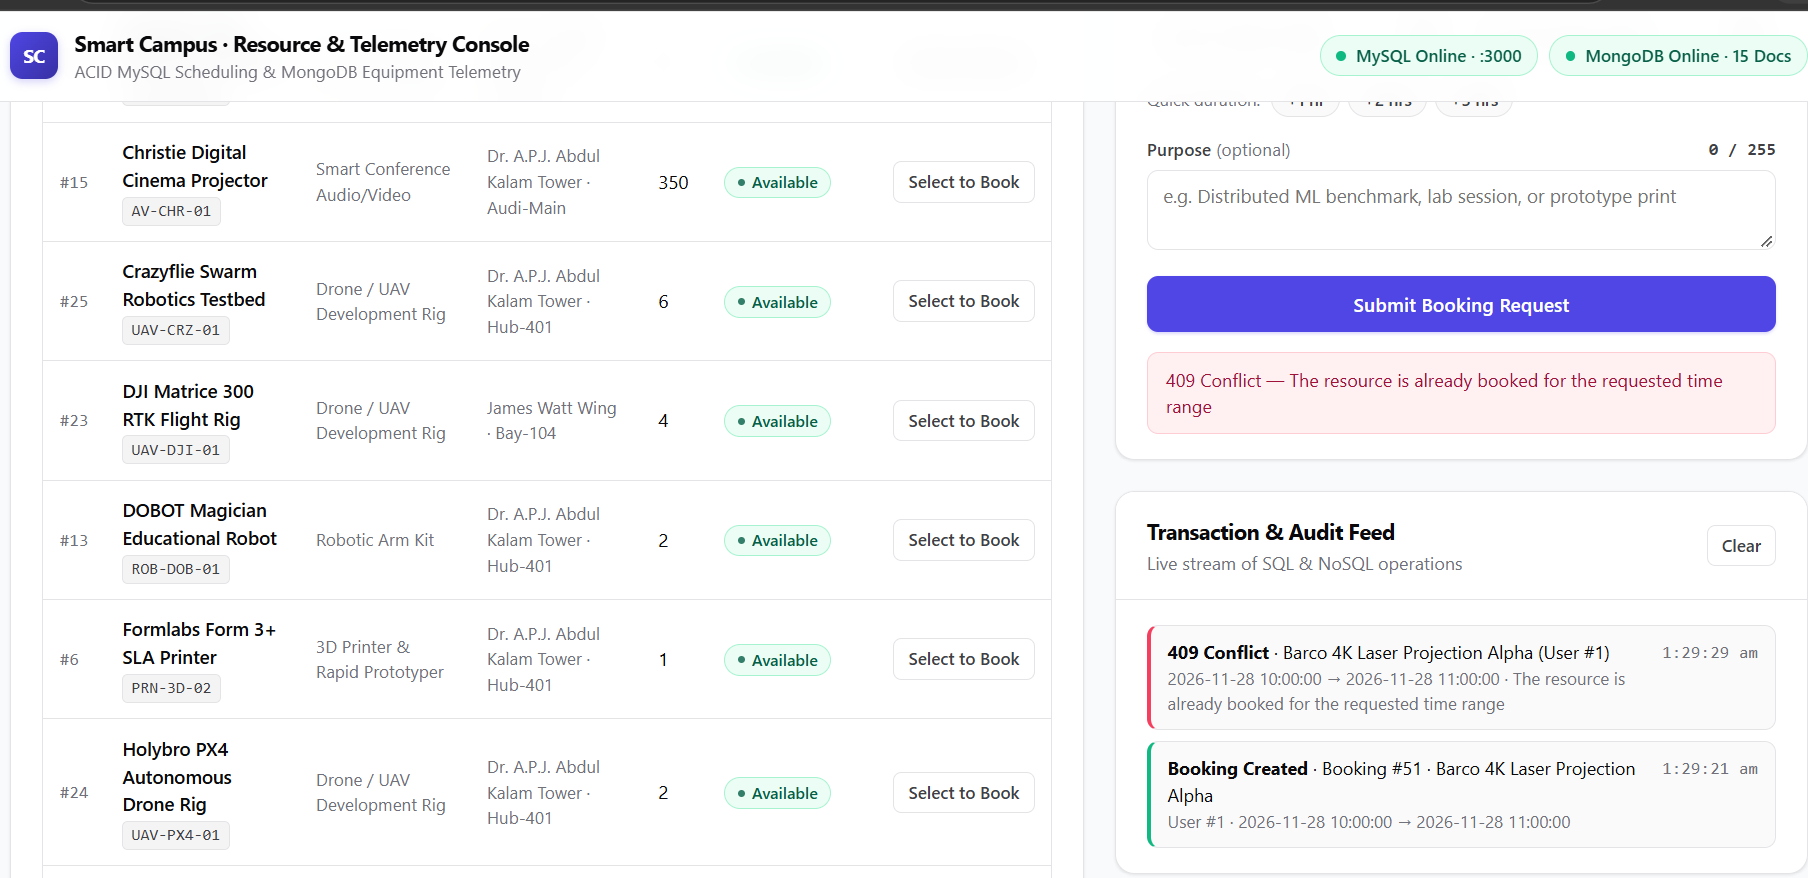 SC
Smart Campus · Resource & Telemetry Console
ACID MySQL Scheduling & MongoDB Equipment Telemetry
MySQL Online · :3000
MongoDB Online · 15 Docs
#15
Christie Digital
Cinema Projector
AV-CHR-01
Smart Conference
Audio/Video
Dr. A.P.J. Abdul
Kalam Tower ·
Audi-Main
350
Available
Select to Book
#25
Crazyflie Swarm
Robotics Testbed
UAV-CRZ-01
Drone / UAV
Development Rig
Dr. A.P.J. Abdul
Kalam Tower ·
Hub-401
6
Available
Select to Book
#23
DJI Matrice 300
RTK Flight Rig
UAV-DJI-01
Drone / UAV
Development Rig
James Watt Wing
· Bay-104
4
Available
Select to Book
#13
DOBOT Magician
Educational Robot
ROB-DOB-01
Robotic Arm Kit
Dr. A.P.J. Abdul
Kalam Tower ·
Hub-401
2
Available
Select to Book
#6
Formlabs Form 3+
SLA Printer
PRN-3D-02
3D Printer &
Rapid Prototyper
Dr. A.P.J. Abdul
Kalam Tower ·
Hub-401
1
Available
Select to Book
#24
Holybro PX4
Autonomous
Drone Rig
UAV-PX4-01
Drone / UAV
Development Rig
Dr. A.P.J. Abdul
Kalam Tower ·
Hub-401
2
Available
Select to Book
Quick duration:
Purpose (optional)
0 / 255
e.g. Distributed ML benchmark, lab session, or prototype print
Submit Booking Request
409 Conflict — The resource is already booked for the requested time
range
Transaction & Audit Feed
Live stream of SQL & NoSQL operations
Clear
409 Conflict · Barco 4K Laser Projection Alpha (User #1)
1:29:29 am
2026-11-28 10:00:00 → 2026-11-28 11:00:00 · The resource is
already booked for the requested time range
Booking Created · Booking #51 · Barco 4K Laser Projection
Alpha
1:29:21 am
User #1 · 2026-11-28 10:00:00 → 2026-11-28 11:00:00